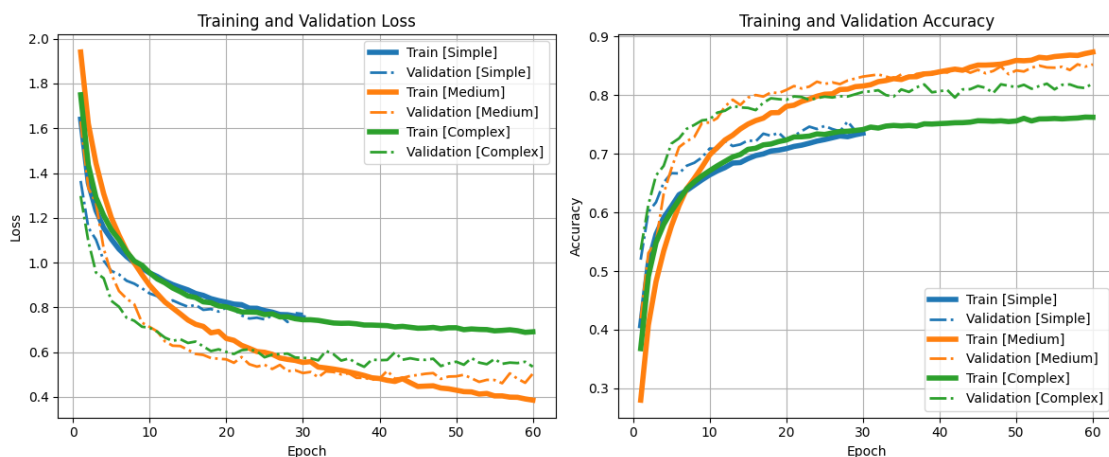 Training and Validation Loss
2.0
1.8
1.6
1.4
1.2
1.0
0.8
0.6
0.4
Loss
0
10
20
30
40
50
60
Epoch
Train [Simple]
Validation [Simple]
Train [Medium]
Validation [Medium]
Train [Complex]
Validation [Complex]
Training and Validation Accuracy
0.9
0.8
0.7
0.6
0.5
0.4
0.3
Accuracy
0
10
20
30
40
50
60
Epoch
Train [Simple]
Validation [Simple]
Train [Medium]
Validation [Medium]
Train [Complex]
Validation [Complex]